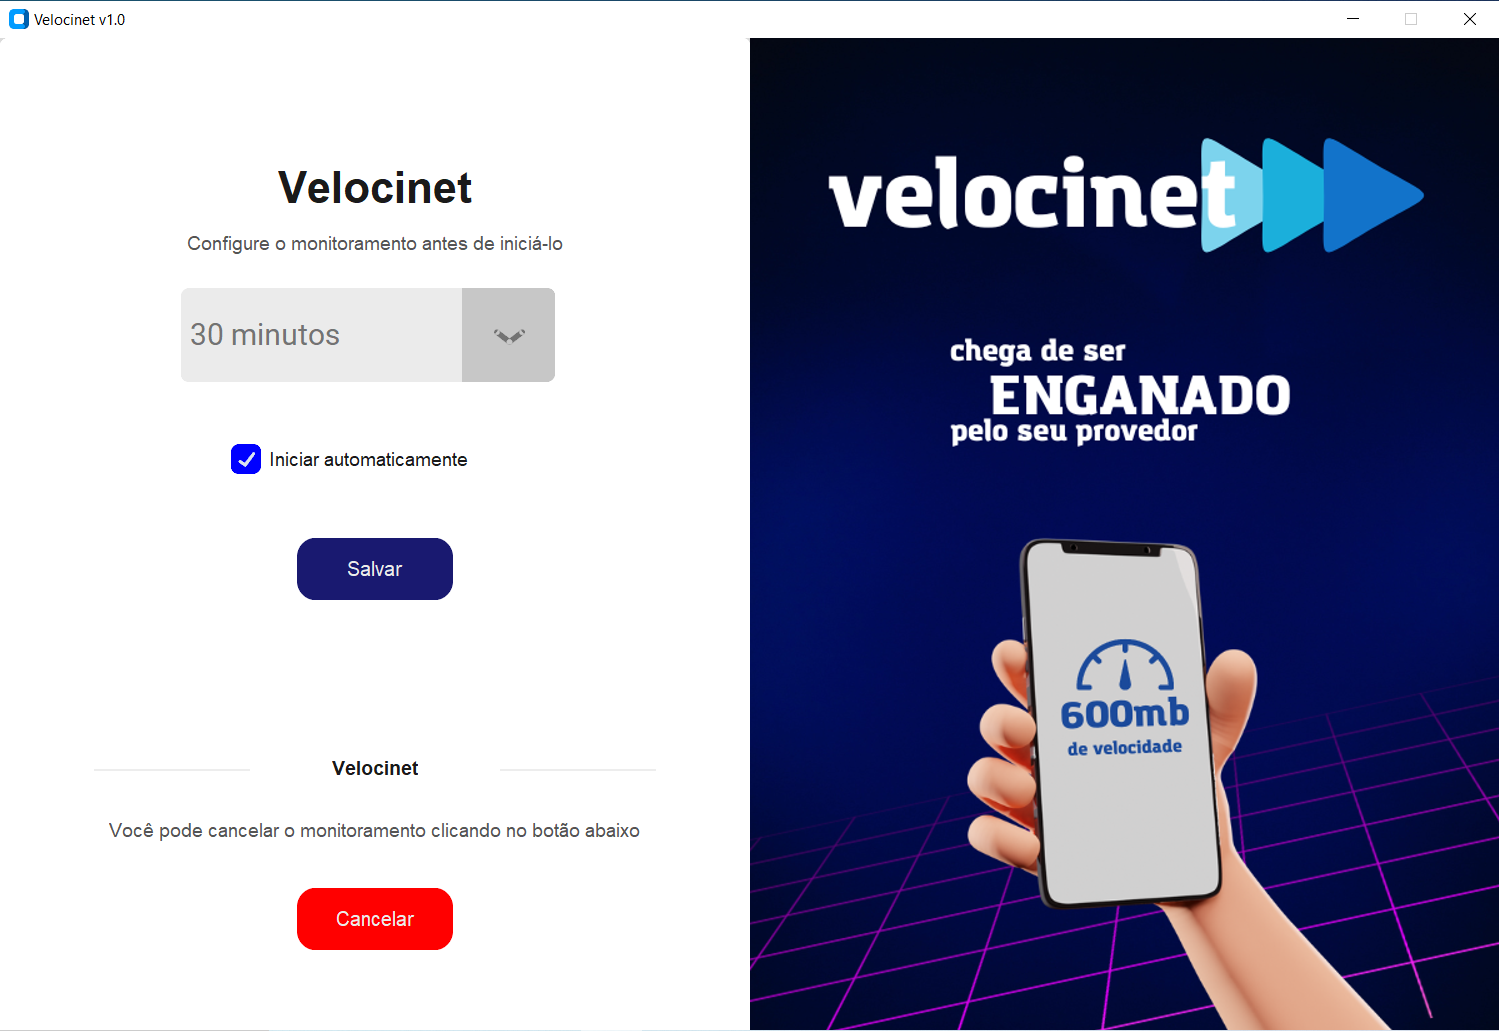 Velocinet v1.0
Velocinet
Configure o monitoramento antes de iniciá-lo
30 minutos
Iniciar automaticamente
Salvar
Velocinet
Você pode cancelar o monitoramento clicando no botão abaixo
Cancelar
velocinet
chega de ser
ENGANADO
pelo seu provedor
600mb
de velocidade